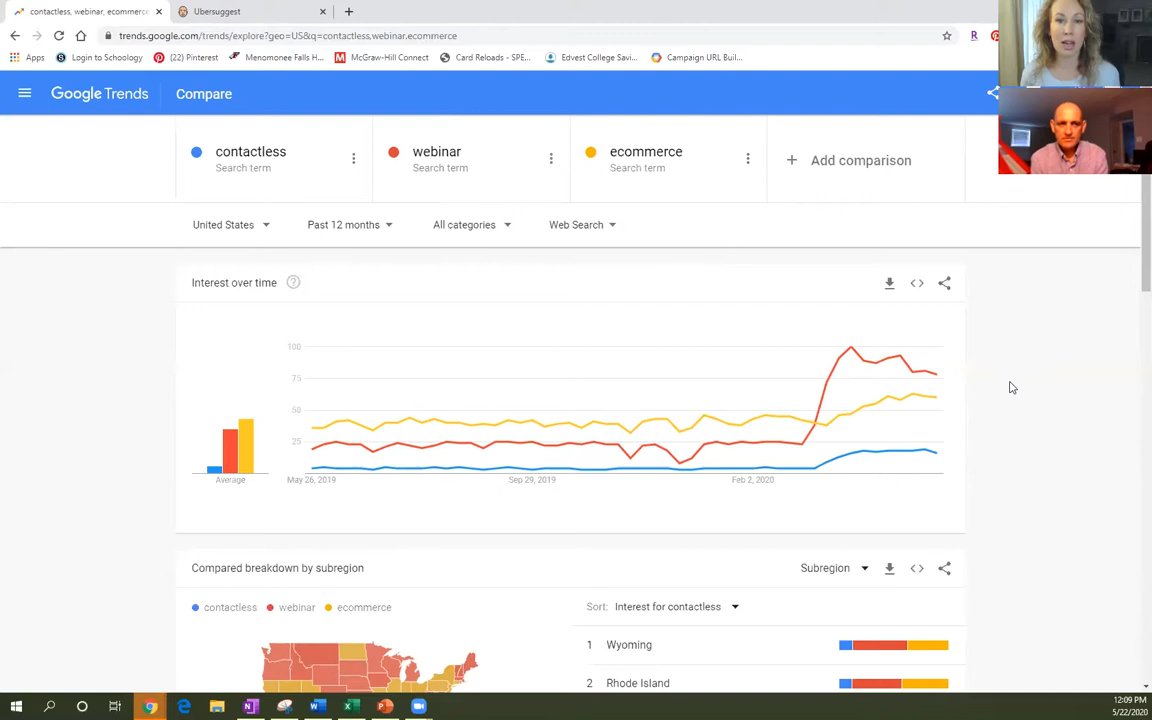 contactless, webinar, ecommerce
Ubersuggest
trends.google.com/trends/explore?geo=US&q=contactless,webinar,ecommerce
Apps
Login to Schoology
(22) Pinterest
Menomonee Falls H...
McGraw-Hill Connect
Card Reloads - SPE...
Edvest College Savi...
Campaign URL Buil...
Google Trends
Compare
contactless
Search term
webinar
Search term
ecommerce
Search term
+ Add comparison
United States
Past 12 months
All categories
Web Search
Interest over time
100
75
50
25
Average
May 26, 2019
Sep 29, 2019
Feb 2, 2020
Compared breakdown by subregion
Subregion
contactless
webinar
ecommerce
Sort: Interest for contactless
1 Wyoming
2 Rhode Island
12:09 PM
5/22/2020